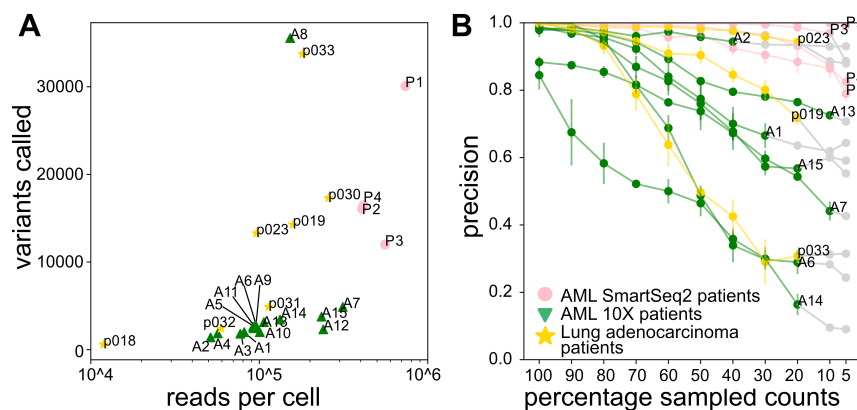 A
variants called
30000
20000
10000
0
10^4
10^5
10^6
reads per cell
A8
p033
P1
p030
P4
P2
p019
p023
P3
A6
A9
A11
A5
p031
A7
A14
A15
A13
A12
p032
A10
p018
A2
A4
A3
A1
B
precision
1.0
0.8
0.6
0.4
0.2
0.0
100
90
80
70
60
50
40
30
20
10
5
percentage sampled counts
A2
p023
P3
p019
A13
A1
A15
A7
p033
A6
A14
AML SmartSeq2 patients
AML 10X patients
Lung adenocarcinoma
patients